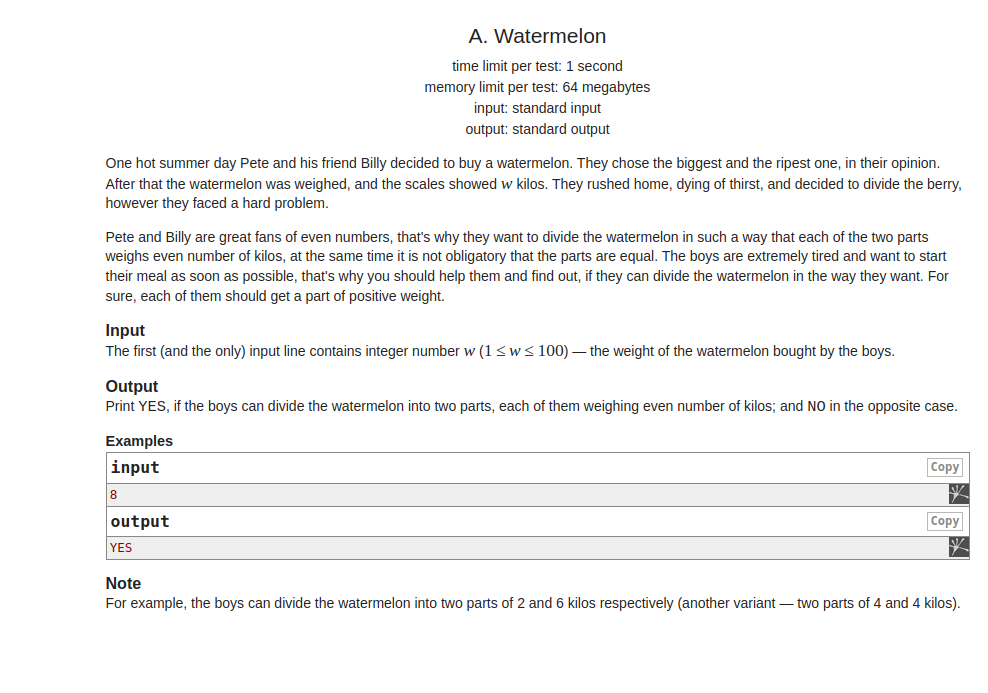 A. Watermelon
time limit per test: 1 second
memory limit per test: 64 megabytes
input: standard input
output: standard output
One hot summer day Pete and his friend Billy decided to buy a watermelon. They chose the biggest and the ripest one, in their opinion.
After that the watermelon was weighed, and the scales showed w kilos. They rushed home, dying of thirst, and decided to divide the berry,
however they faced a hard problem.
Pete and Billy are great fans of even numbers, that's why they want to divide the watermelon in such a way that each of the two parts
weighs even number of kilos, at the same time it is not obligatory that the parts are equal. The boys are extremely tired and want to start
their meal as soon as possible, that's why you should help them and find out, if they can divide the watermelon in the way they want. For
sure, each of them should get a part of positive weight.
Input
The first (and the only) input line contains integer number w (1 ≤ w ≤ 100) — the weight of the watermelon bought by the boys.
Output
Print YES, if the boys can divide the watermelon into two parts, each of them weighing even number of kilos; and NO in the opposite case.
Examples
input Copy
8
output Copy
YES
Note
For example, the boys can divide the watermelon into two parts of 2 and 6 kilos respectively (another variant — two parts of 4 and 4 kilos).